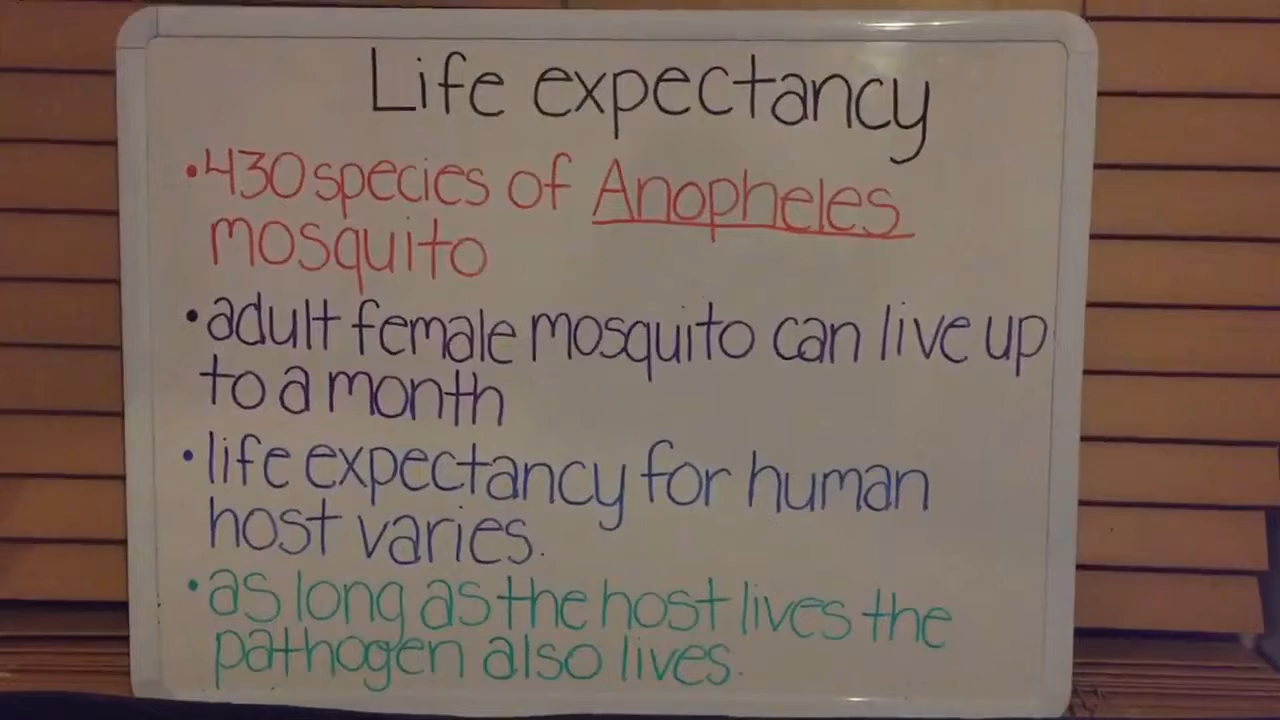 Life expectancy
•430 species of Anopheles
mosquito
•adult female mosquito can live up
to a month
•life expectancy for human
host varies.
•as long as the host lives the
pathogen also lives.